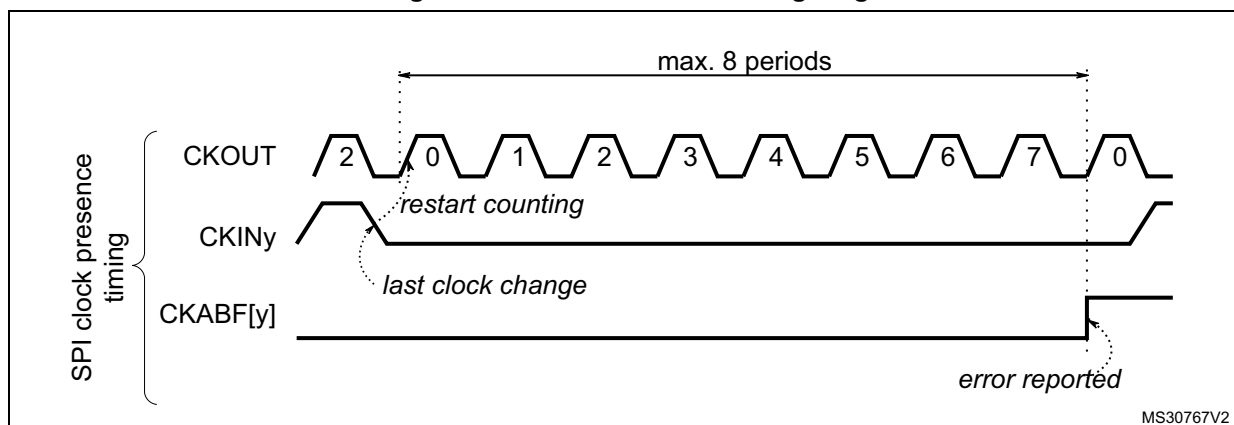 max. 8 periods
SPI clock presence
timing
CKOUT
2 0 1 2 3 4 5 6 7 0
restart counting
CKINy
last clock change
CKABF[y]
error reported
MS30767V2